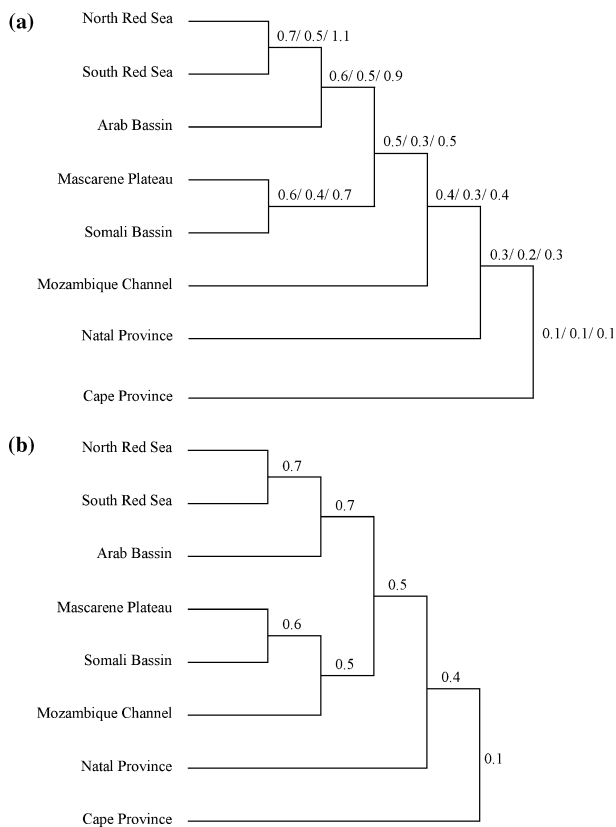 (a)
North Red Sea
0.7/ 0.5/ 1.1
South Red Sea
0.6/ 0.5/ 0.9
Arab Bassin
0.5/ 0.3/ 0.5
Mascarene Plateau
0.6/ 0.4/ 0.7
0.4/ 0.3/ 0.4
Somali Bassin
0.3/ 0.2/ 0.3
Mozambique Channel
Natal Province
0.1/ 0.1/ 0.1
Cape Province
(b)
North Red Sea
0.7
South Red Sea
0.7
Arab Bassin
0.5
Mascarene Plateau
0.6
Somali Bassin
0.5
0.4
Mozambique Channel
Natal Province
0.1
Cape Province